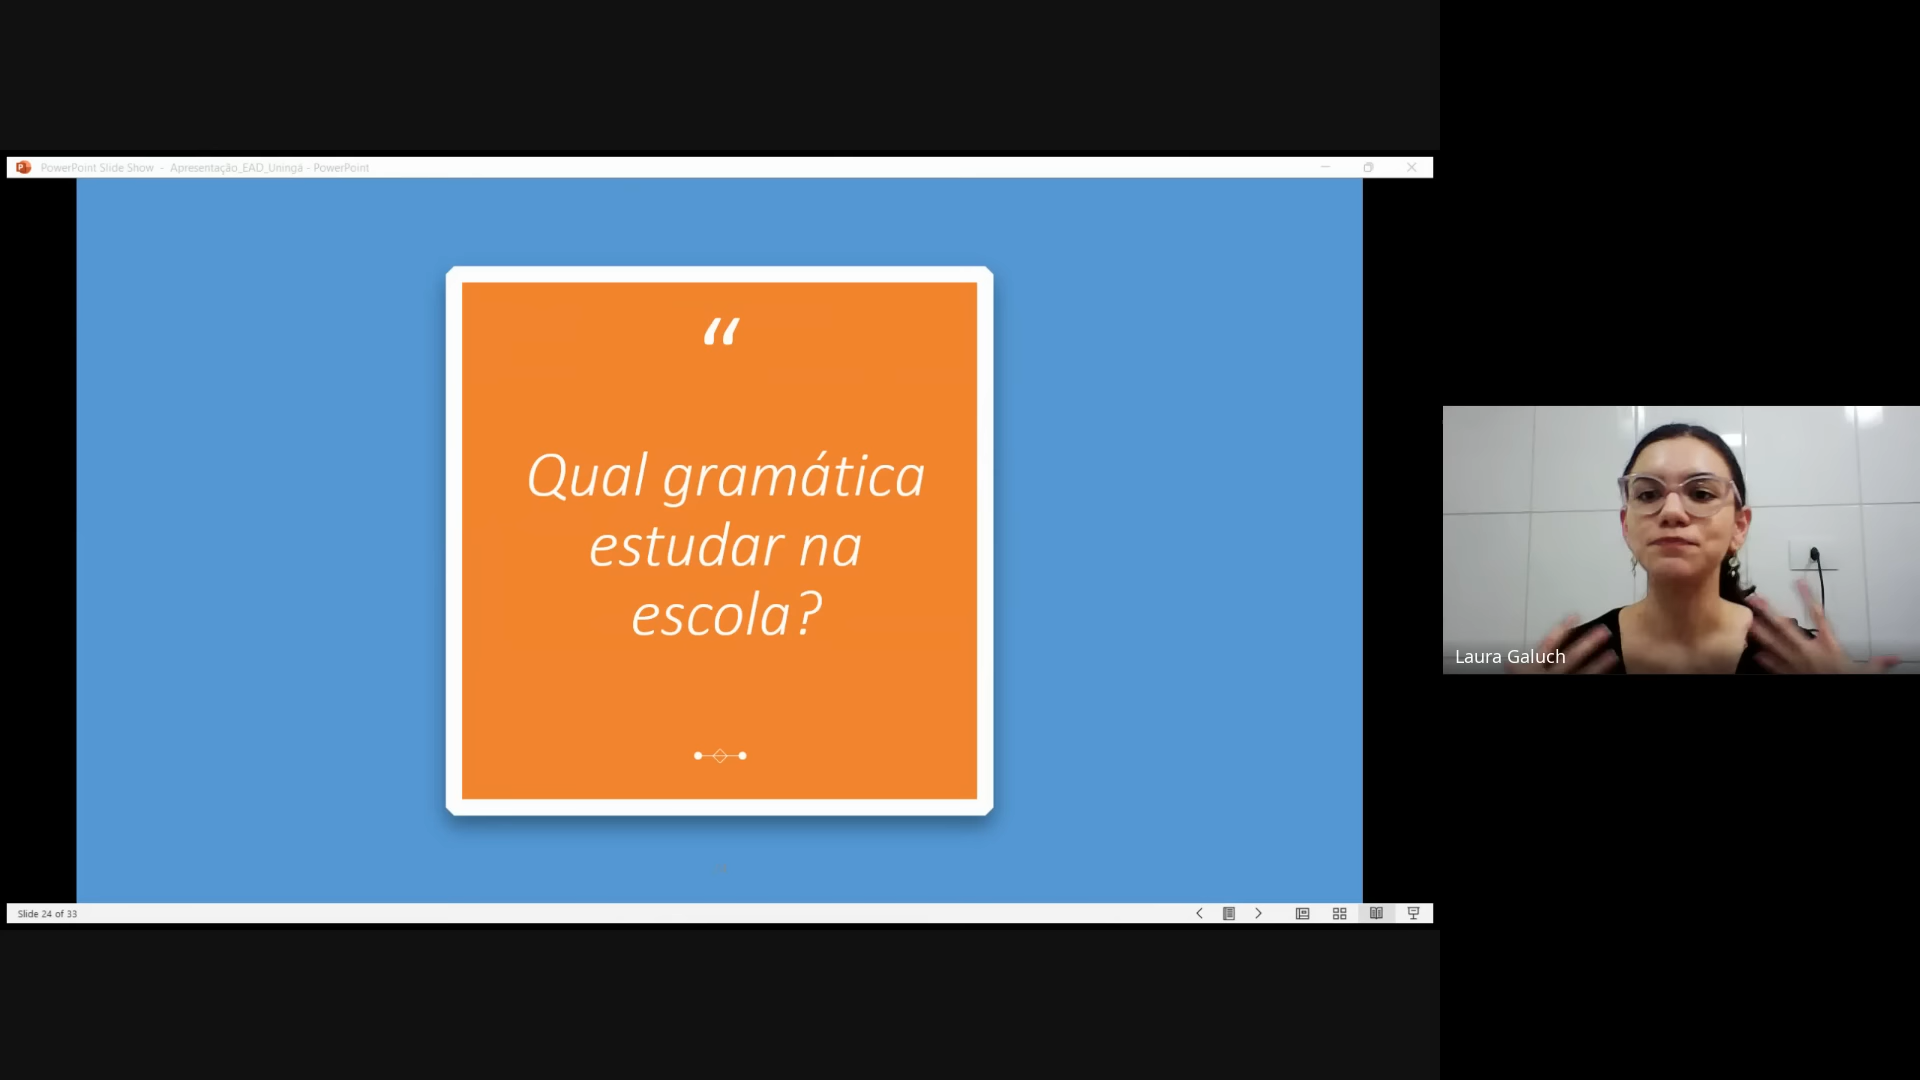 PowerPoint Slide Show - Apresentação_EAD_Uningá - PowerPoint
“
Qual gramática
estudar na
escola?
Laura Galuch
Slide 24 of 33